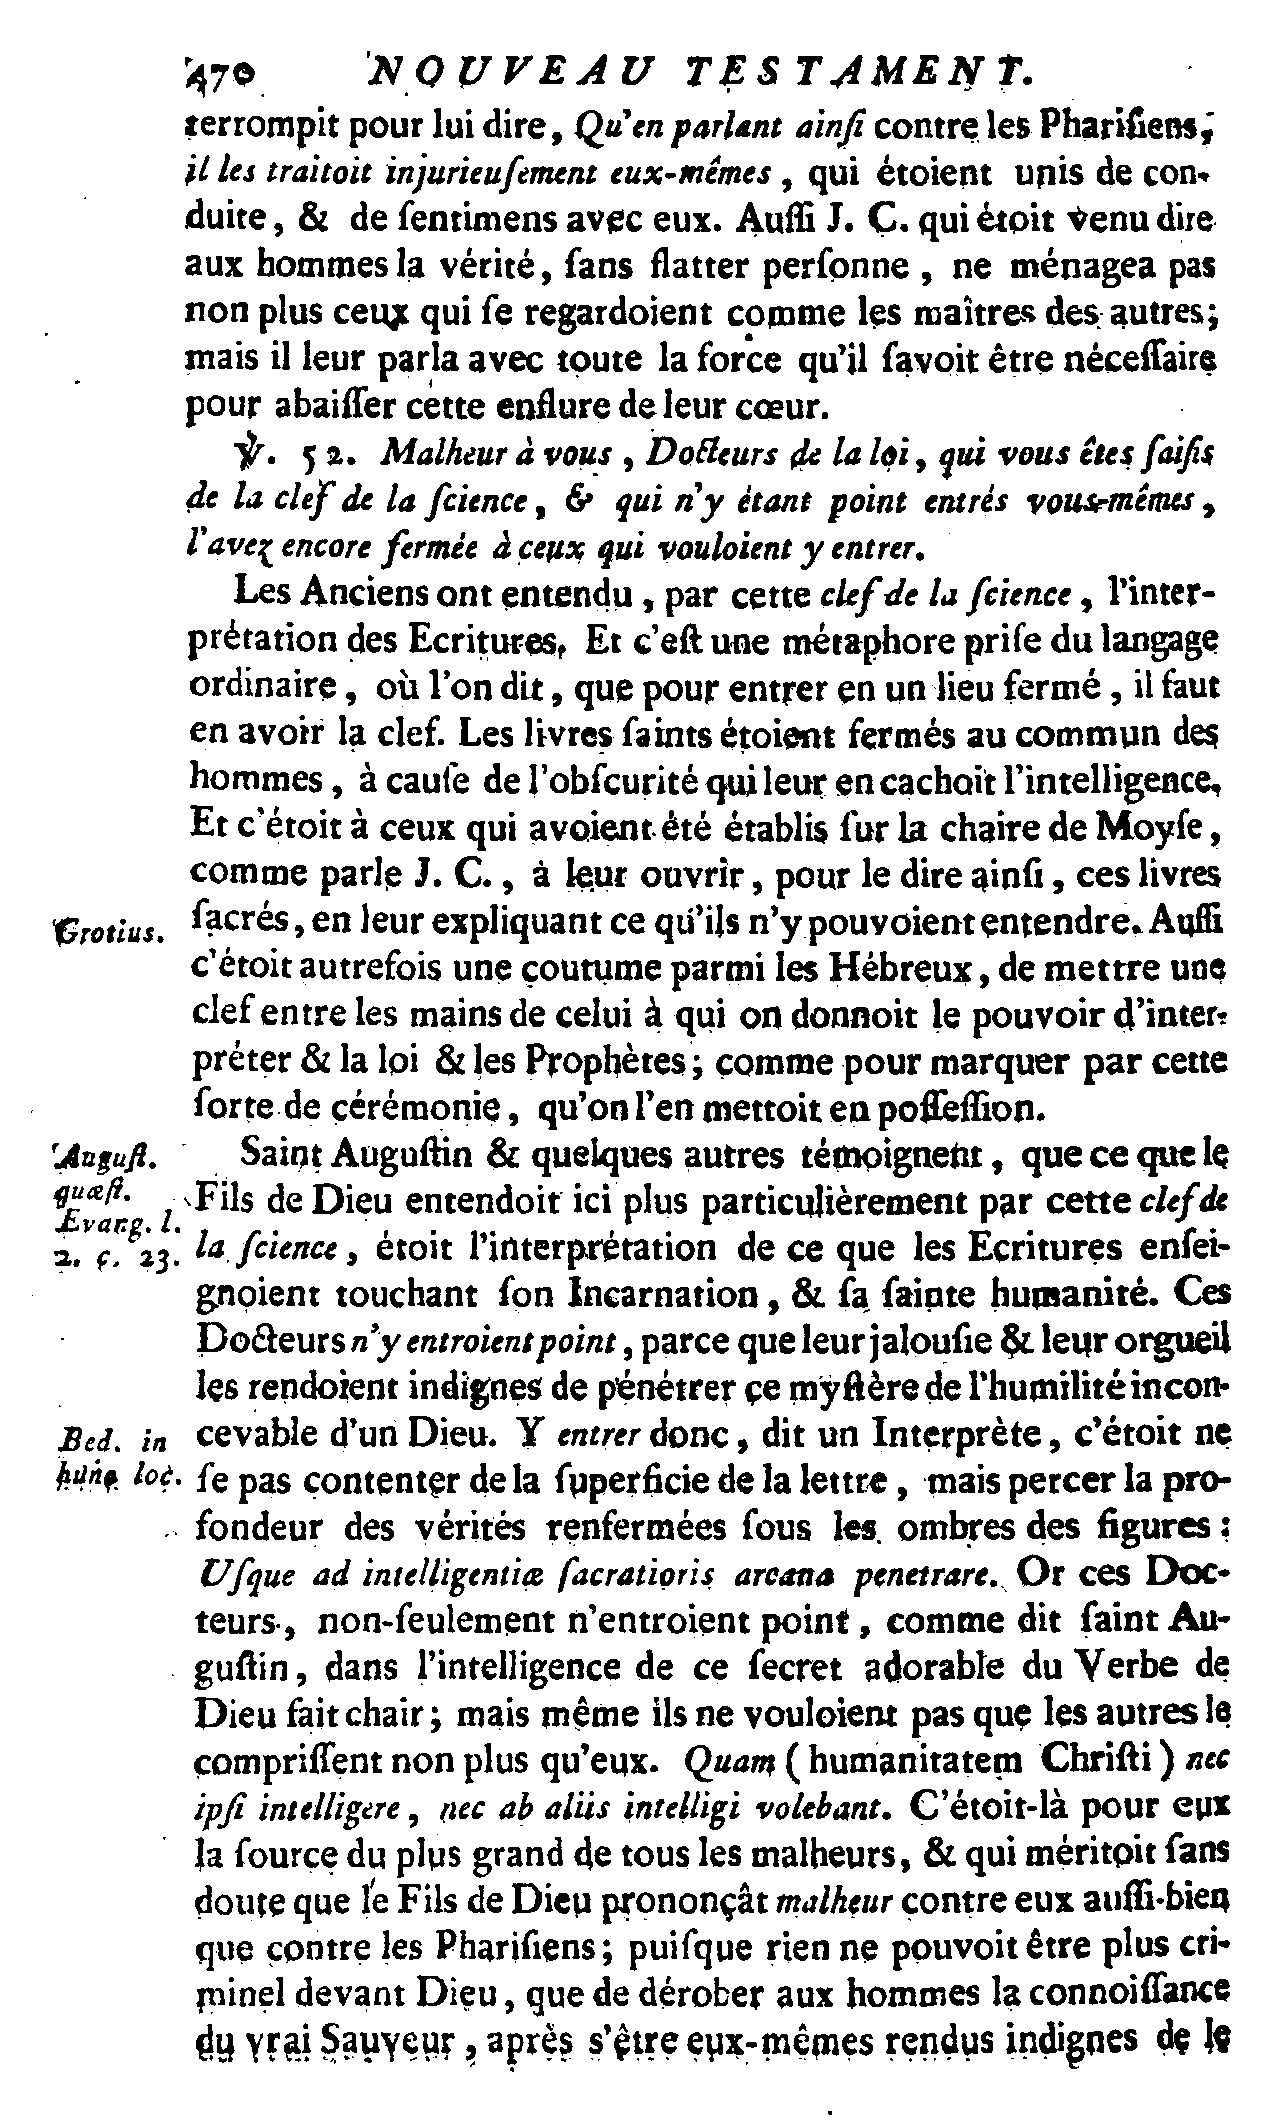 470 NOUVEAU TESTAMENT.
terrompit pour lui dire, Qu'en parlant ainſi contre les Phariſiens,
il les traitoit injurieuſement eux-mêmes, qui étoient unis de con-
duite, & de ſentimens avec eux. Auſſi J. C. qui étoit venu dire
aux hommes la vérité, ſans flatter perſonne, ne ménagea pas
non plus ceux qui ſe regardoient comme les maîtres des autres;
mais il leur parla avec toute la force qu'il ſavoit être néceſſaire
pour abaiſſer cette enflure de leur cœur.
℣. 52. Malheur à vous, Docteurs de la loi, qui vous êtes ſaiſis
de la clef de la ſcience, & qui n'y étant point entrés vous-mêmes,
l'avez encore fermée à ceux qui vouloient y entrer.
Les Anciens ont entendu, par cette clef de la ſcience, l'inter-
prétation des Ecritures. Et c'eſt une métaphore priſe du langage
ordinaire, où l'on dit, que pour entrer en un lieu fermé, il faut
en avoir la clef. Les livres ſaints étoient fermés au commun des
hommes, à cauſe de l'obſcurité qui leur en cachoit l'intelligence.
Et c'étoit à ceux qui avoient été établis ſur la chaire de Moyſe,
comme parle J. C., à leur ouvrir, pour le dire ainſi, ces livres
Grotius. ſacrés, en leur expliquant ce qu'ils n'y pouvoient entendre. Auſſi
c'étoit autrefois une coutume parmi les Hébreux, de mettre une
clef entre les mains de celui à qui on donnoit le pouvoir d'inter-
préter & la loi & les Prophètes; comme pour marquer par cette
ſorte de cérémonie, qu'on l'en mettoit en poſſeſſion.
Auguſt. Saint Auguſtin & quelques autres témoignent, que ce que le
quæſt. Fils de Dieu entendoit ici plus particulièrement par cette clef de
Evang. l.
2. c. 23. la ſcience, étoit l'interprétation de ce que les Ecritures enſei-
gnoient touchant ſon Incarnation, & ſa ſainte humanité. Ces
Docteurs n'y entroient point, parce que leur jalouſie & leur orgueil
les rendoient indignes de pénétrer ce myſtère de l'humilité incon-
Bed. in cevable d'un Dieu. Y entrer donc, dit un Interprète, c'étoit ne
hunc loc. ſe pas contenter de la ſuperficie de la lettre, mais percer la pro-
fondeur des vérités renfermées ſous les ombres des figures:
Uſque ad intelligentiæ ſacratioris arcana penetrare. Or ces Doc-
teurs, non-ſeulement n'entroient point, comme dit ſaint Au-
guſtin, dans l'intelligence de ce ſecret adorable du Verbe de
Dieu fait chair; mais même ils ne vouloient pas que les autres le
compriſſent non plus qu'eux. Quam (humanitatem Chriſti) nec
ipſi intelligere, nec ab aliis intelligi volebant. C'étoit-là pour eux
la ſource du plus grand de tous les malheurs, & qui méritoit ſans
doute que le Fils de Dieu prononçât malheur contre eux auſſi-bien
que contre les Phariſiens; puiſque rien ne pouvoit être plus cri-
minel devant Dieu, que de dérober aux hommes la connoiſſance
du vrai Sauveur, après s'être eux-mêmes rendus indignes de le